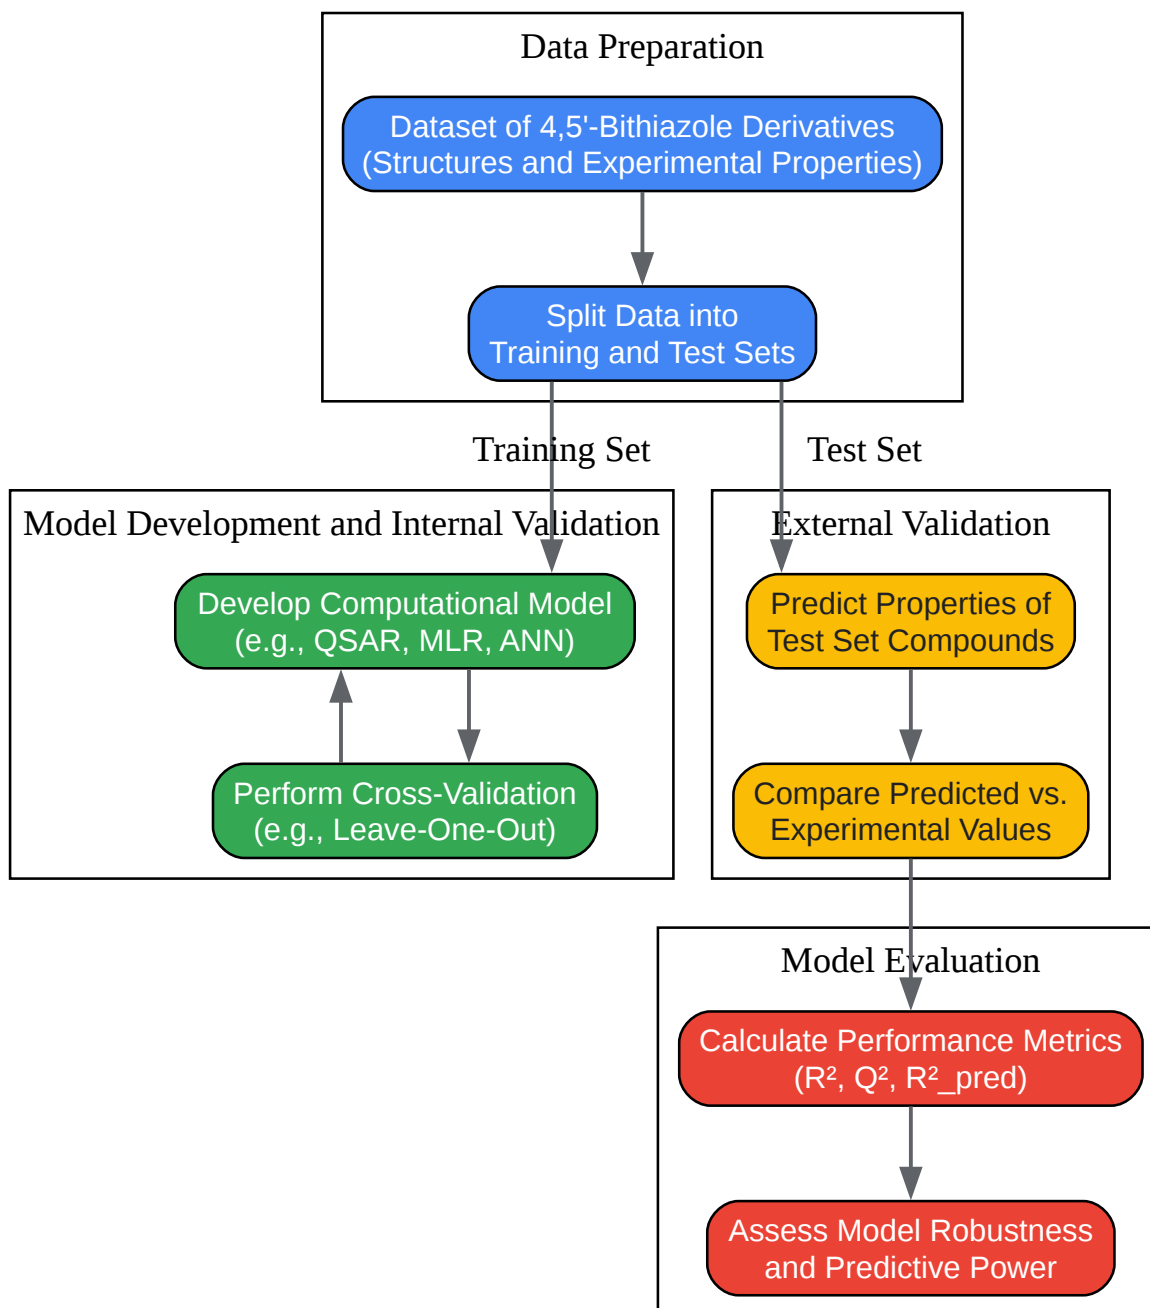 Data Preparation
Dataset of 4,5'-Bithiazole Derivatives
(Structures and Experimental Properties)
Split Data into
Training and Test Sets
Training Set
Test Set
Model Development and Internal Validation
Develop Computational Model
(e.g., QSAR, MLR, ANN)
Perform Cross-Validation
(e.g., Leave-One-Out)
External Validation
Predict Properties of
Test Set Compounds
Compare Predicted vs.
Experimental Values
Model Evaluation
Calculate Performance Metrics
(R², Q², R²_pred)
Assess Model Robustness
and Predictive Power